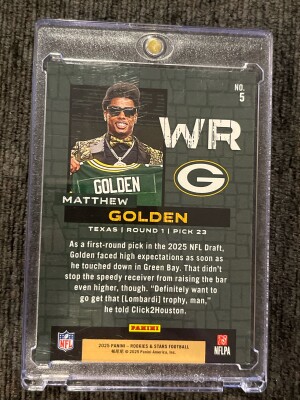 NO.
5
WR
G
GOLDEN
MATTHEW
GOLDEN
TEXAS | ROUND 1 | PICK 23
As a first-round pick in the 2025 NFL Draft,
Golden faced high expectations as soon as
he touched down in Green Bay. That didn't
stop the speedy receiver from raising the bar
even higher, though. "Definitely want to
go get that [Lombardi] trophy, man,"
he told Click2Houston.
PANINI
NFL
2025 PANINI – ROOKIES & STARS FOOTBALL
© 2025 Panini America, Inc.
NFLPA